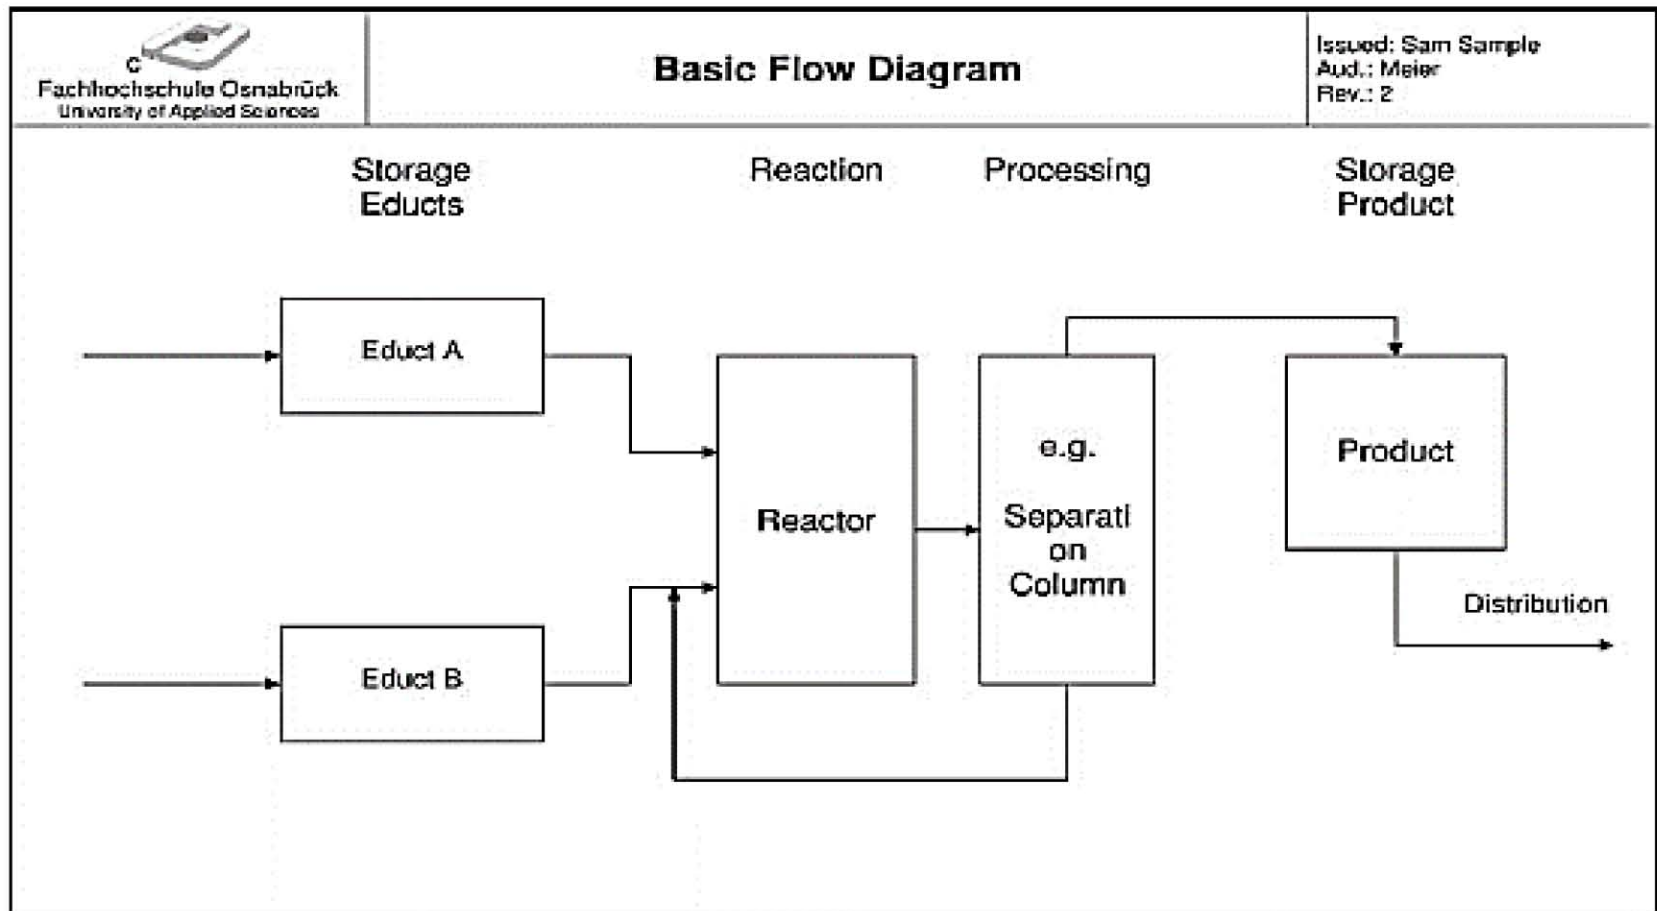 C
Fachhochschule Osnabrück
University of Applied Sciences
Basic Flow Diagram
Issued: Sam Sample
Aud.: Meier
Rev.: 2
Storage
Educts
Reaction
Processing
Storage
Product
Educt A
Educt B
Reactor
e.g.
Separati
on
Column
Product
Distribution